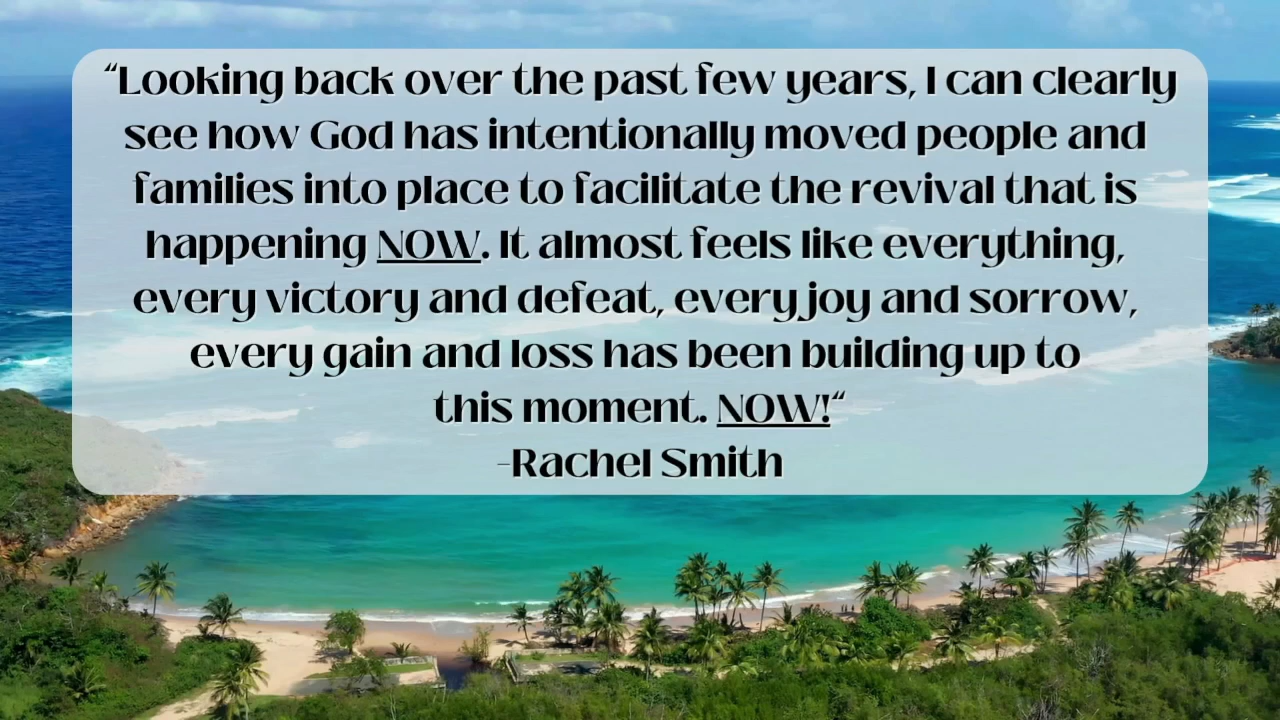 “Looking back over the past few years, I can clearly
see how God has intentionally moved people and
families into place to facilitate the revival that is
happening NOW. It almost feels like everything,
every victory and defeat, every joy and sorrow,
every gain and loss has been building up to
this moment. NOW!“
-Rachel Smith